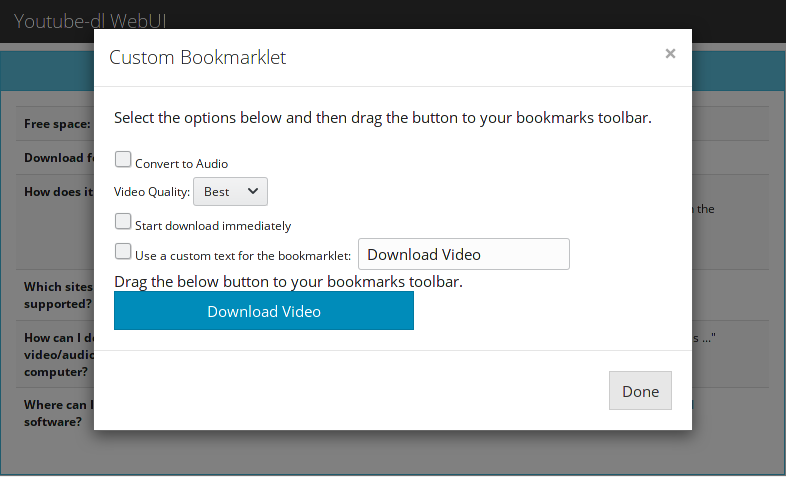 Youtube-dl WebUI
Custom Bookmarklet
×
Select the options below and then drag the button to your bookmarks toolbar.
Convert to Audio
Video Quality: Best
Start download immediately
Use a custom text for the bookmarklet: Download Video
Drag the below button to your bookmarks toolbar.
Download Video
Done
Free space:
Download
How does it
the
Which sites
supported?
How can I
s ..."
video/audio
computer?
Where can
software?